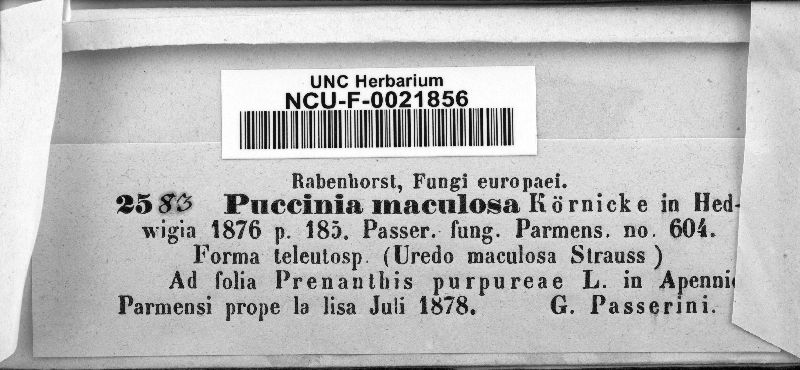 UNC Herbarium
NCU-F-0021856
Rabenhorst, Fungi europaei.
2583 Puccinia maculosa Körnicke in Hed-
wigia 1876 p. 185. Passer. fung. Parmens. no. 604.
Forma teleutosp. (Uredo maculosa Strauss)
Ad folia Prenanthis purpureae L. in
Parmensi prope la lisa Juli 1878. G. Passerini.